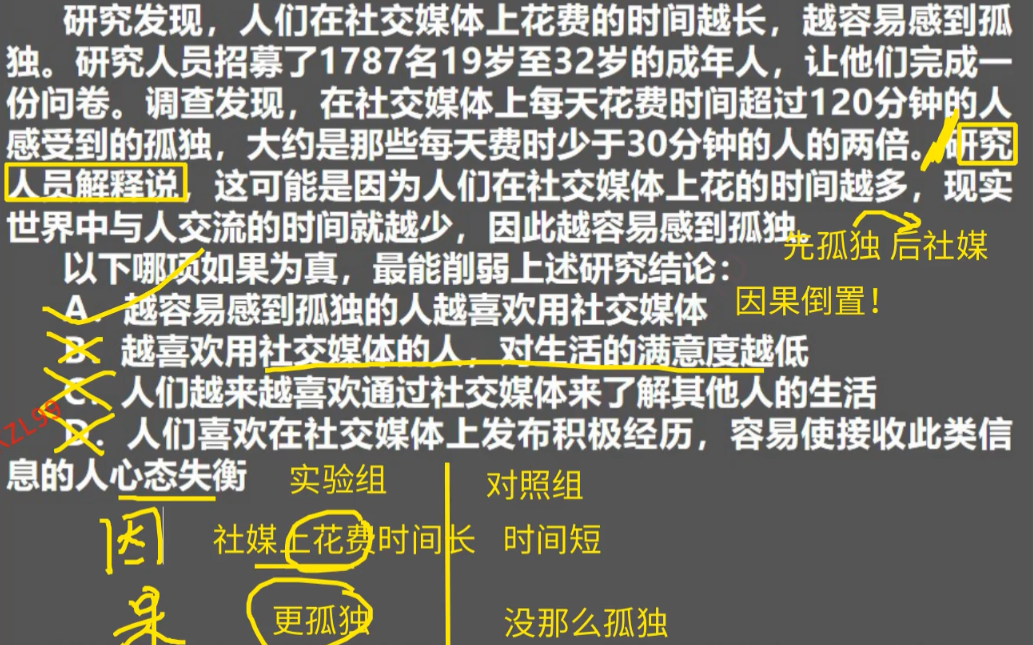 研究发现，人们在社交媒体上花费的时间越长，越容易感到孤
独。研究人员招募了1787名19岁至32岁的成年人，让他们完成一
份问卷。调查发现，在社交媒体上每天花费时间超过120分钟的人
感受到的孤独，大约是那些每天费时少于30分钟的人的两倍。研究
人员解释说，这可能是因为人们在社交媒体上花的时间越多，现实
世界中与人交流的时间就越少，因此越容易感到孤独。
先孤独 后社媒
以下哪项如果为真，最能削弱上述研究结论：
A．越容易感到孤独的人越喜欢用社交媒体
因果倒置！
B．越喜欢用社交媒体的人，对生活的满意度越低
C．人们越来越喜欢通过社交媒体来了解其他人的生活
D．人们喜欢在社交媒体上发布积极经历，容易使接收此类信
息的人心态失衡
实验组 对照组
因 社媒上花费时间长 时间短
果 更孤独 没那么孤独